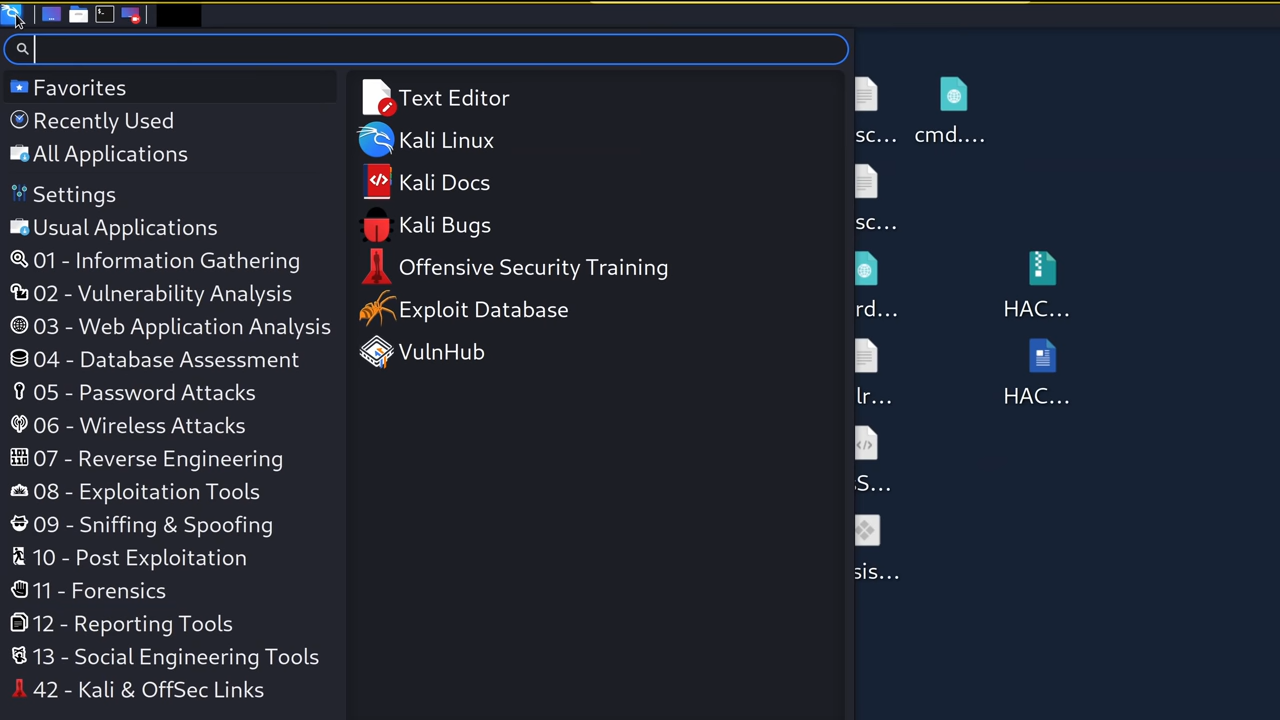 Favorites
Recently Used
All Applications
Settings
Usual Applications
01 - Information Gathering
02 - Vulnerability Analysis
03 - Web Application Analysis
04 - Database Assessment
05 - Password Attacks
06 - Wireless Attacks
07 - Reverse Engineering
08 - Exploitation Tools
09 - Sniffing & Spoofing
10 - Post Exploitation
11 - Forensics
12 - Reporting Tools
13 - Social Engineering Tools
42 - Kali & OffSec Links
Text Editor
Kali Linux
Kali Docs
Kali Bugs
Offensive Security Training
Exploit Database
VulnHub
sc...
cmd....
sc...
rd...
HAC...
lr...
HAC...
S...
sis...